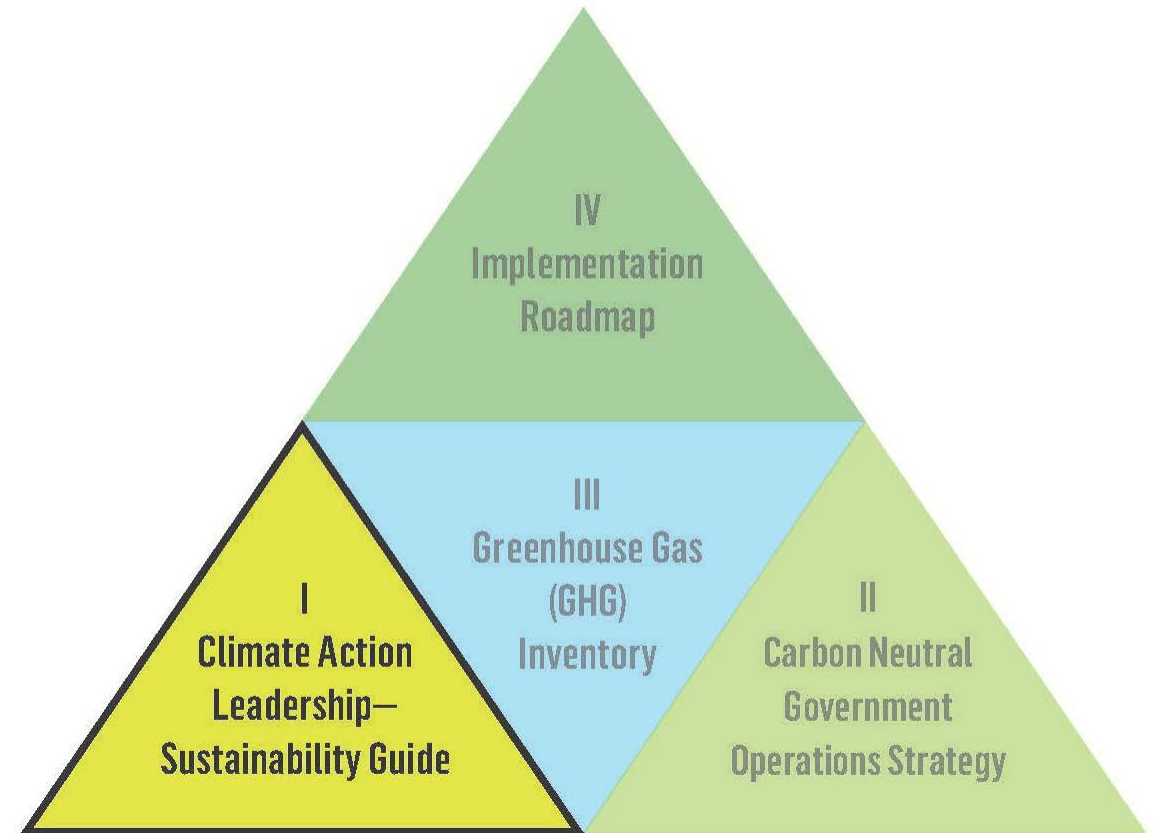 IV
Implementation
Roadmap
III
Greenhouse Gas
(GHG)
Inventory
I
Climate Action
Leadership—
Sustainability Guide
II
Carbon Neutral
Government
Operations Strategy